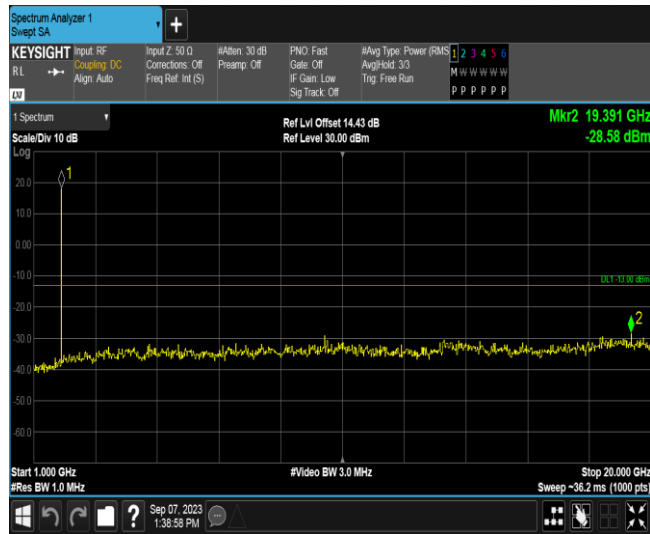 Spectrum Analyzer 1
Swept SA
+
KEYSIGHT
RL
LXI
Input: RF
Coupling: DC
Align: Auto
Input Z: 50 Ω
Corrections: Off
Freq Ref: Int (S)
#Atten: 30 dB
Preamp: Off
PNO: Fast
Gate: Off
IF Gain: Low
Sig Track: Off
#Avg Type: Power (RMS
Avg|Hold: 3/3
Trig: Free Run
1 2 3 4 5 6
M W W W W W
P P P P P P
1 Spectrum
Scale/Div 10 dB
Log
Ref Lvl Offset 14.43 dB
Ref Level 30.00 dBm
Mkr2 19.391 GHz
-28.58 dBm
1
20.0
10.0
0.00
-10.0
DL1 -13.00 dBm
2
-20.0
-30.0
-40.0
-50.0
-60.0
Start 1.000 GHz
#Res BW 1.0 MHz
#Video BW 3.0 MHz
Stop 20.000 GHz
Sweep ~36.2 ms (1000 pts)
?
Sep 07, 2023
1:38:58 PM